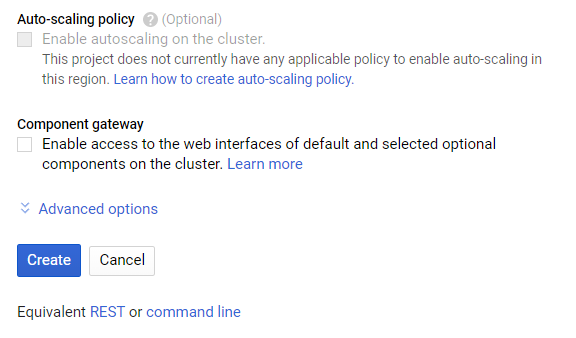 Auto-scaling policy ? (Optional)
Enable autoscaling on the cluster.
This project does not currently have any applicable policy to enable auto-scaling in
this region. Learn how to create auto-scaling policy.
Component gateway
Enable access to the web interfaces of default and selected optional
components on the cluster. Learn more
Advanced options
Create Cancel
Equivalent REST or command line